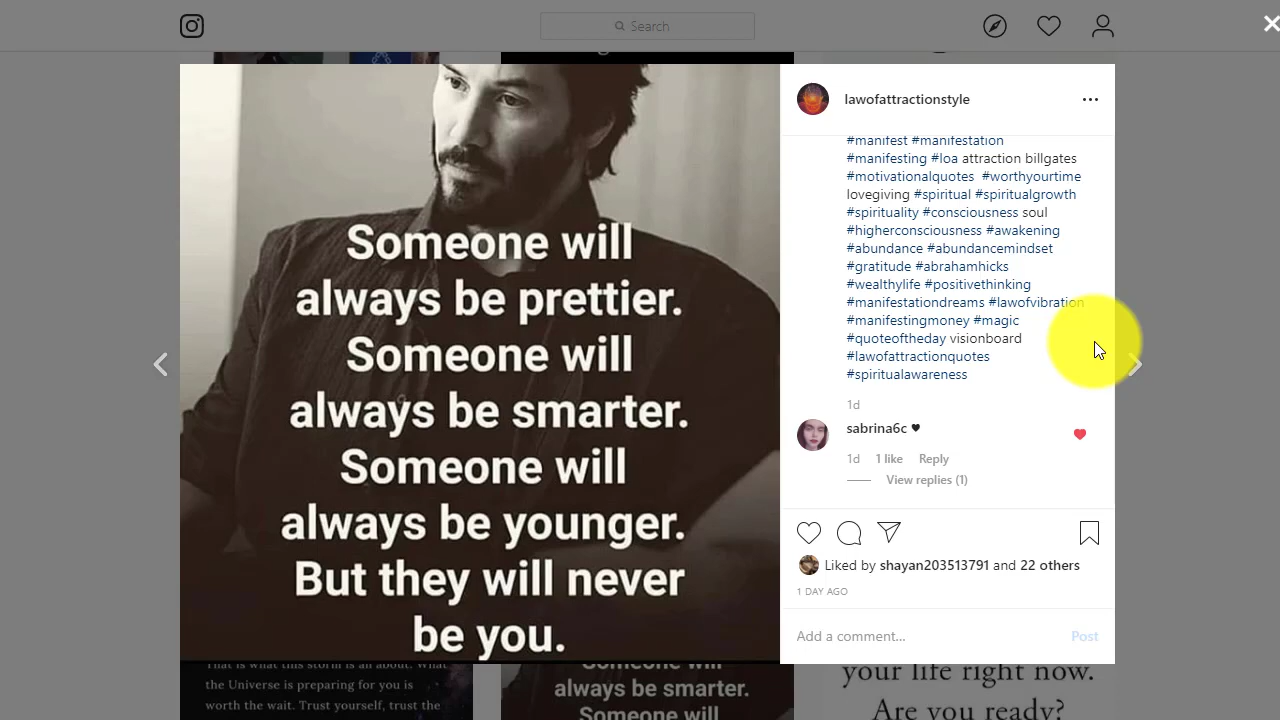 Search
Someone will
always be prettier.
Someone will
always be smarter.
Someone will
always be younger.
But they will never
be you.
lawofattractionstyle
#manifest #manifestation
#manifesting #loa attraction billgates
#motivationalquotes #worthyourtime
lovegiving #spiritual #spiritualgrowth
#spirituality #consciousness soul
#higherconsciousness #awakening
#abundance #abundancemindset
#gratitude #abrahamhicks
#wealthylife #positivethinking
#manifestationdreams #lawofvibration
#manifestingmoney #magic
#quoteoftheday visionboard
#lawofattractionquotes
#spiritualawareness
1d
sabrina6c ♥
1d 1 like Reply
View replies (1)
Liked by shayan203513791 and 22 others
1 DAY AGO
Add a comment... Post
That is what this storm is all about. What
the Universe is preparing for you is
worth the wait. Trust yourself, trust the
Someone will
always be smarter.
Someone will
your life right now.
Are you ready?